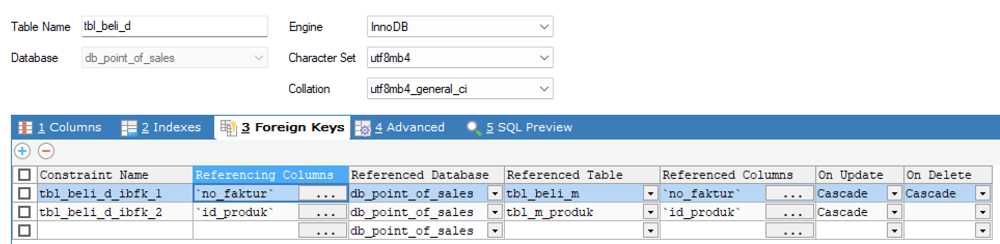 Table Name tbl_beli_d Engine InnoDB
Database db_point_of_sales Character Set utf8mb4
Collation utf8mb4_general_ci
1 Columns 2 Indexes 3 Foreign Keys 4 Advanced 5 SQL Preview
Constraint Name Referencing Columns Referenced Database Referenced Table Referenced Columns On Update On Delete
tbl_beli_d_ibfk_1 `no_faktur` ... db_point_of_sales tbl_beli_m `no_faktur` ... Cascade Cascade
tbl_beli_d_ibfk_2 `id_produk` ... db_point_of_sales tbl_m_produk `id_produk` ... Cascade
... db_point_of_sales ...